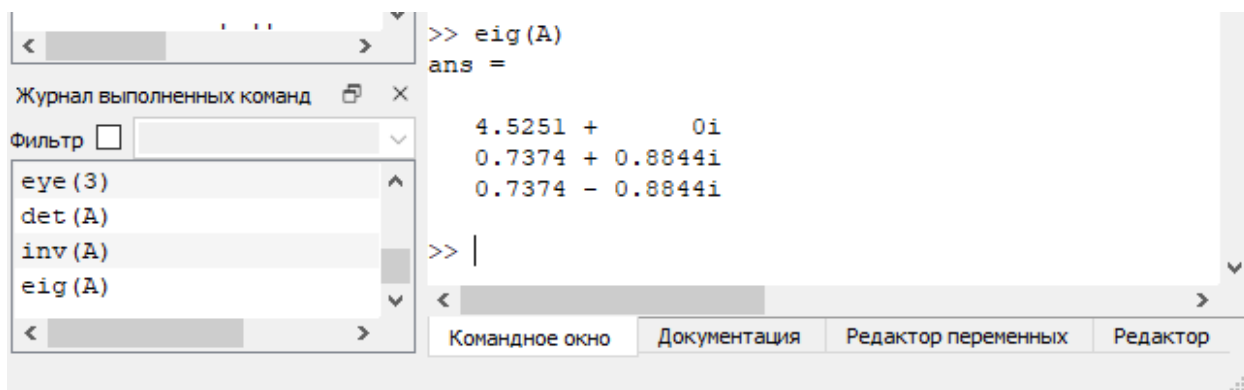 Журнал выполненных команд
Фильтр
eye(3)
det(A)
inv(A)
eig(A)
>> eig(A)
ans =
4.5251 + 0i
0.7374 + 0.8844i
0.7374 - 0.8844i
>>
Командное окно
Документация
Редактор переменных
Редактор